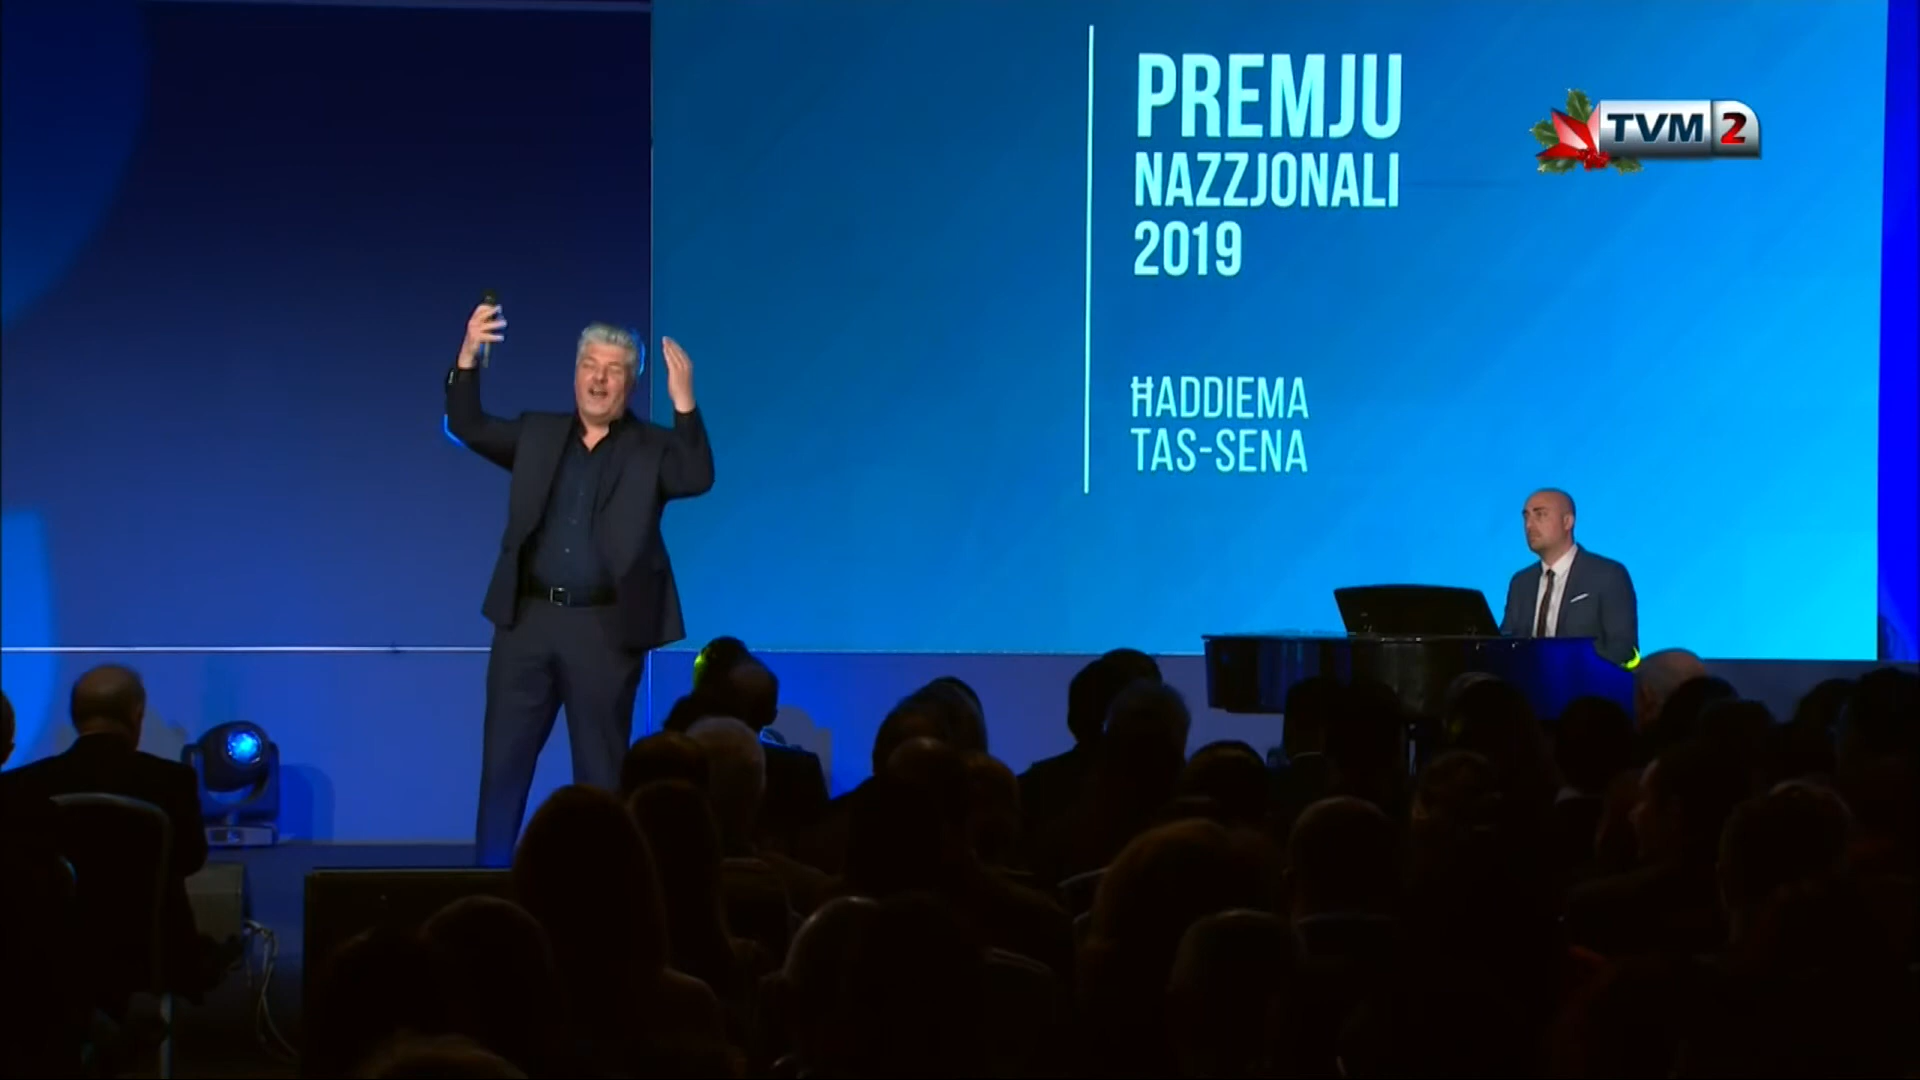 PREMJU
NAZZJONALI
2019
ĦADDIEMA
TAS-SENA
TVM 2